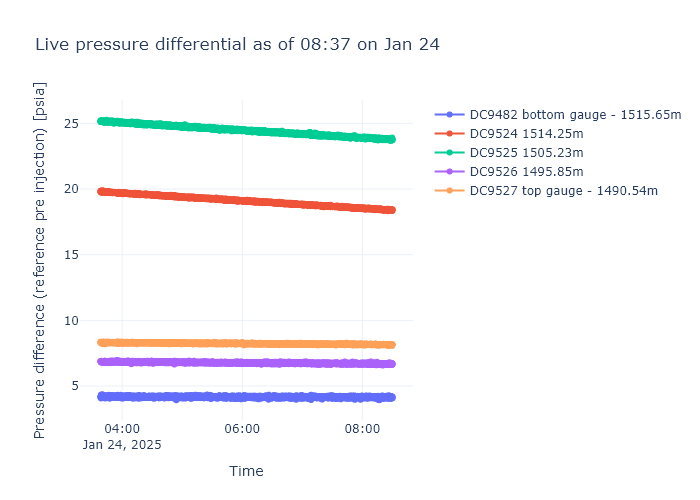 Live pressure differential as of 08:37 on Jan 24
Pressure difference (reference pre injection) [psia]
25
20
15
10
5
04:00
Jan 24, 2025
06:00
08:00
Time
DC9482 bottom gauge - 1515.65m
DC9524 1514.25m
DC9525 1505.23m
DC9526 1495.85m
DC9527 top gauge - 1490.54m